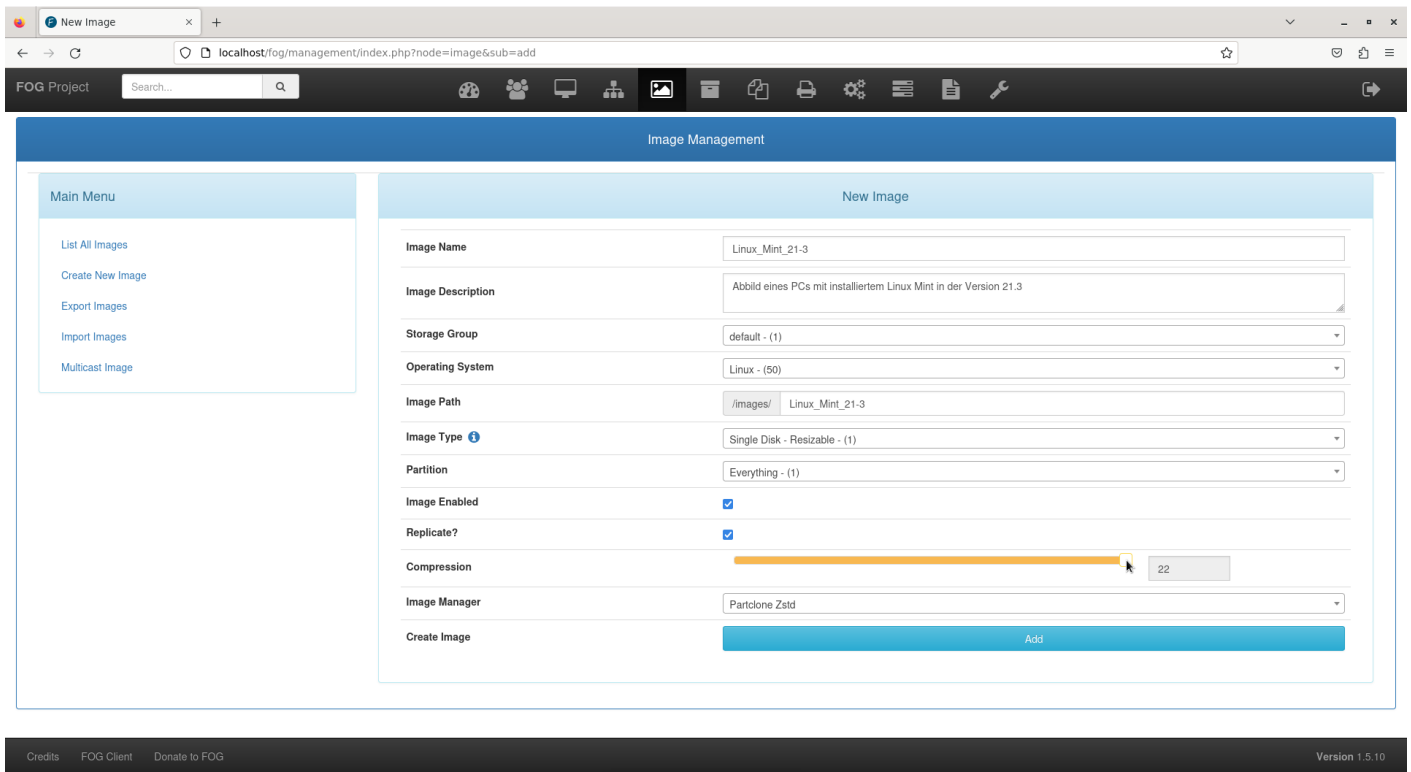 New Image
localhost/fog/management/index.php?node=image&sub=add
FOG Project
Search...
Image Management
Main Menu
List All Images
Create New Image
Export Images
Import Images
Multicast Image
New Image
Image Name
Linux_Mint_21-3
Image Description
Abbild eines PCs mit installiertem Linux Mint in der Version 21.3
Storage Group
default - (1)
Operating System
Linux - (50)
Image Path
/images/ Linux_Mint_21-3
Image Type
Single Disk - Resizable - (1)
Partition
Everything - (1)
Image Enabled
Replicate?
Compression
22
Image Manager
Partclone Zstd
Create Image
Add
Credits FOG Client Donate to FOG
Version 1.5.10